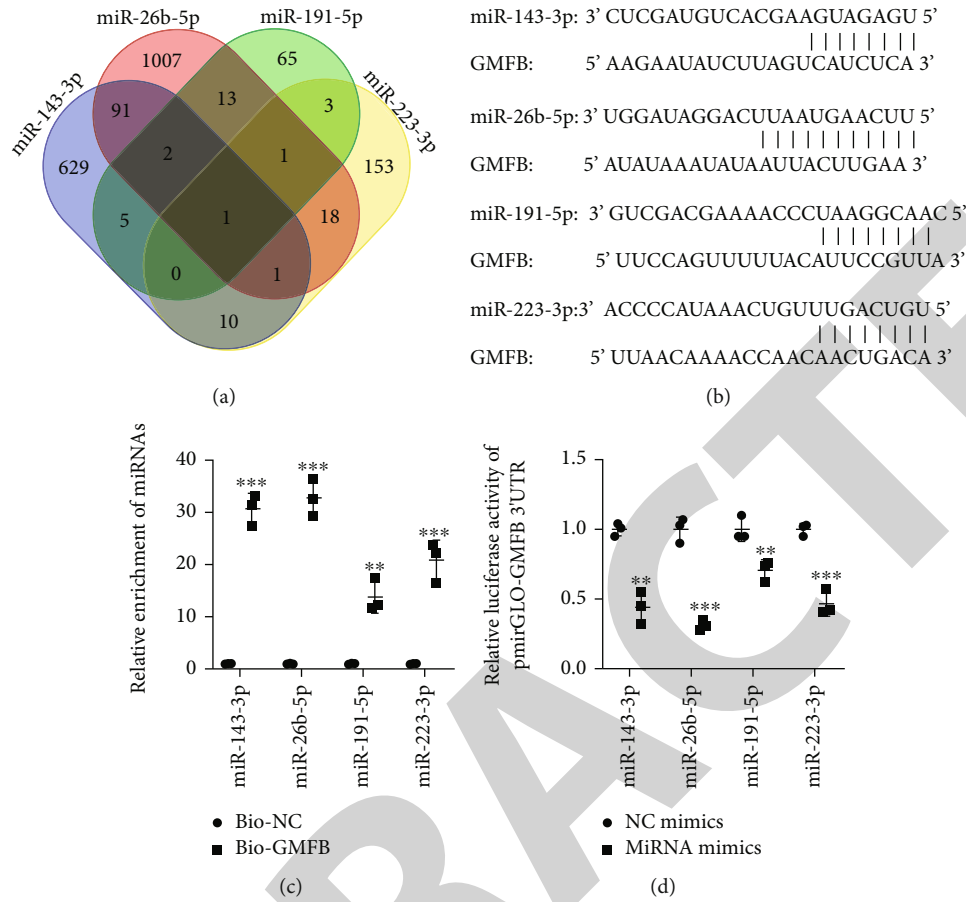 miR-26b-5p
miR-191-5p
miR-143-3p
miR-223-3p
1007
65
91
13
3
629
2
1
153
5
1
18
0
1
10
(a)
miR-143-3p: 3’ CUCGAUGUCACGAAGUAGAGU 5’
GMFB: 5’ AAGAAUAUCUUAGUCAUCUCA 3’
miR-26b-5p: 3’ UGGAUAGGACUUAAUGAACUU 5’
GMFB: 5’ AUAUAAAUAUAAUUACUUGAA 3’
miR-191-5p: 3’ GUCGACGAAAACCCUAAGGCAAC 5’
GMFB: 5’ UUCCAGUUUUUACAUUCCGUUA 3’
miR-223-3p:3’ ACCCCAUAAACUGUUUGACUGU 5’
GMFB: 5’ UUAACAAAACCAACAACUGACA 3’
(b)
Relative enrichment of miRNAs
40
30
20
10
0
***
***
**
***
miR-143-3p
miR-26b-5p
miR-191-5p
miR-223-3p
Bio-NC
Bio-GMFB
(c)
Relative luciferase activity of
pmirGLO-GMFB 3’UTR
1.5
1.0
0.5
0.0
**
***
**
***
miR-143-3p
miR-26b-5p
miR-191-5p
miR-223-3p
NC mimics
MiRNA mimics
(d)